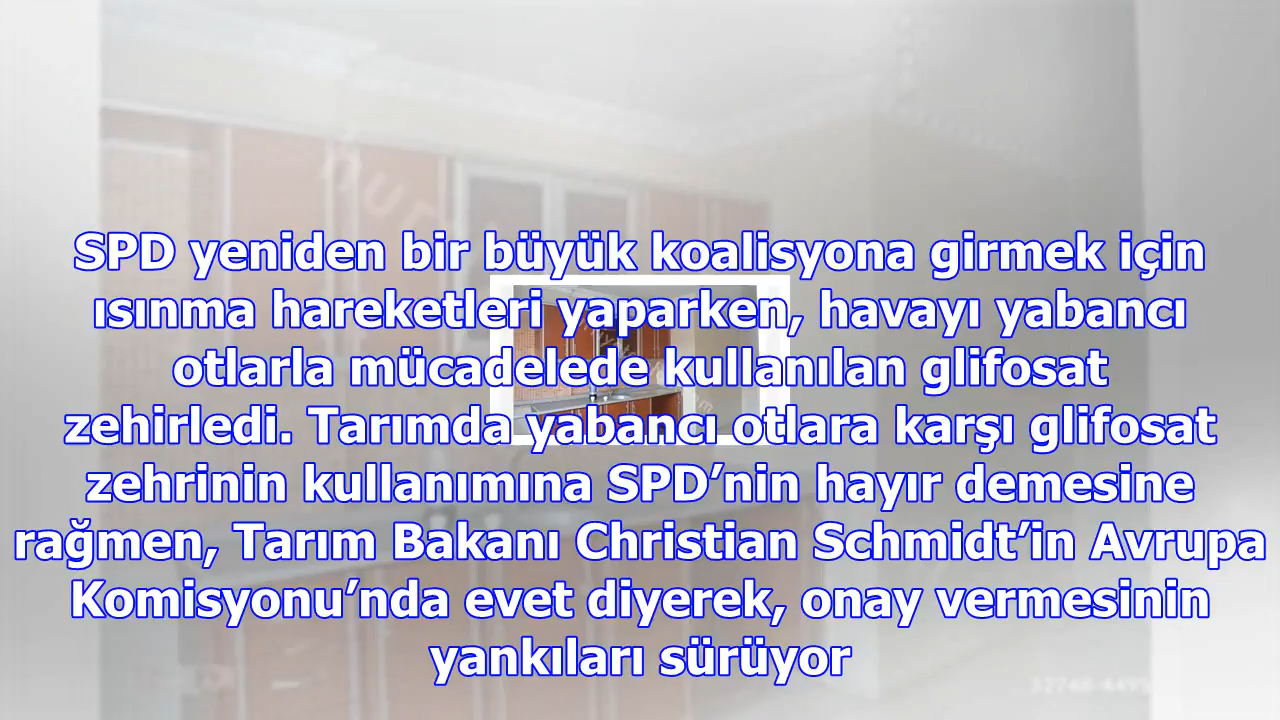 SPD yeniden bir büyük koalisyona girmek için
ısınma hareketleri yaparken, havayı yabancı
otlarla mücadelede kullanılan glifosat
zehirledi. Tarımda yabancı otlara karşı glifosat
zehrinin kullanımına SPD’nin hayır demesine
rağmen, Tarım Bakanı Christian Schmidt’in Avrupa
Komisyonu’nda evet diyerek, onay vermesinin
yankıları sürüyor